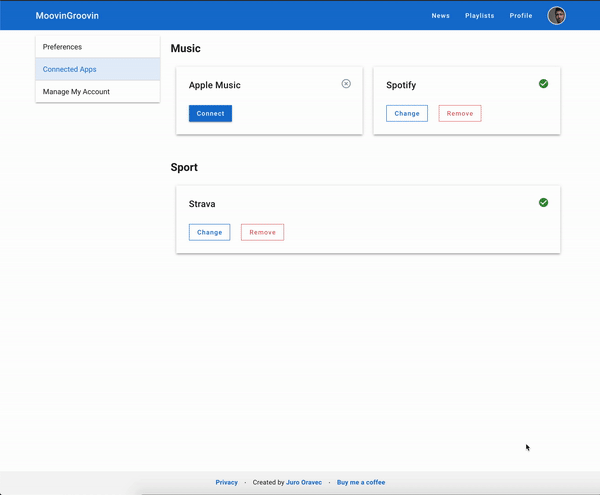 MoovinGroovin News Playlists Profile
Preferences
Connected Apps
Manage My Account
Music
Apple Music
Connect
Spotify
Change Remove
Sport
Strava
Change Remove
Privacy · Created by Juro Oravec · Buy me a coffee